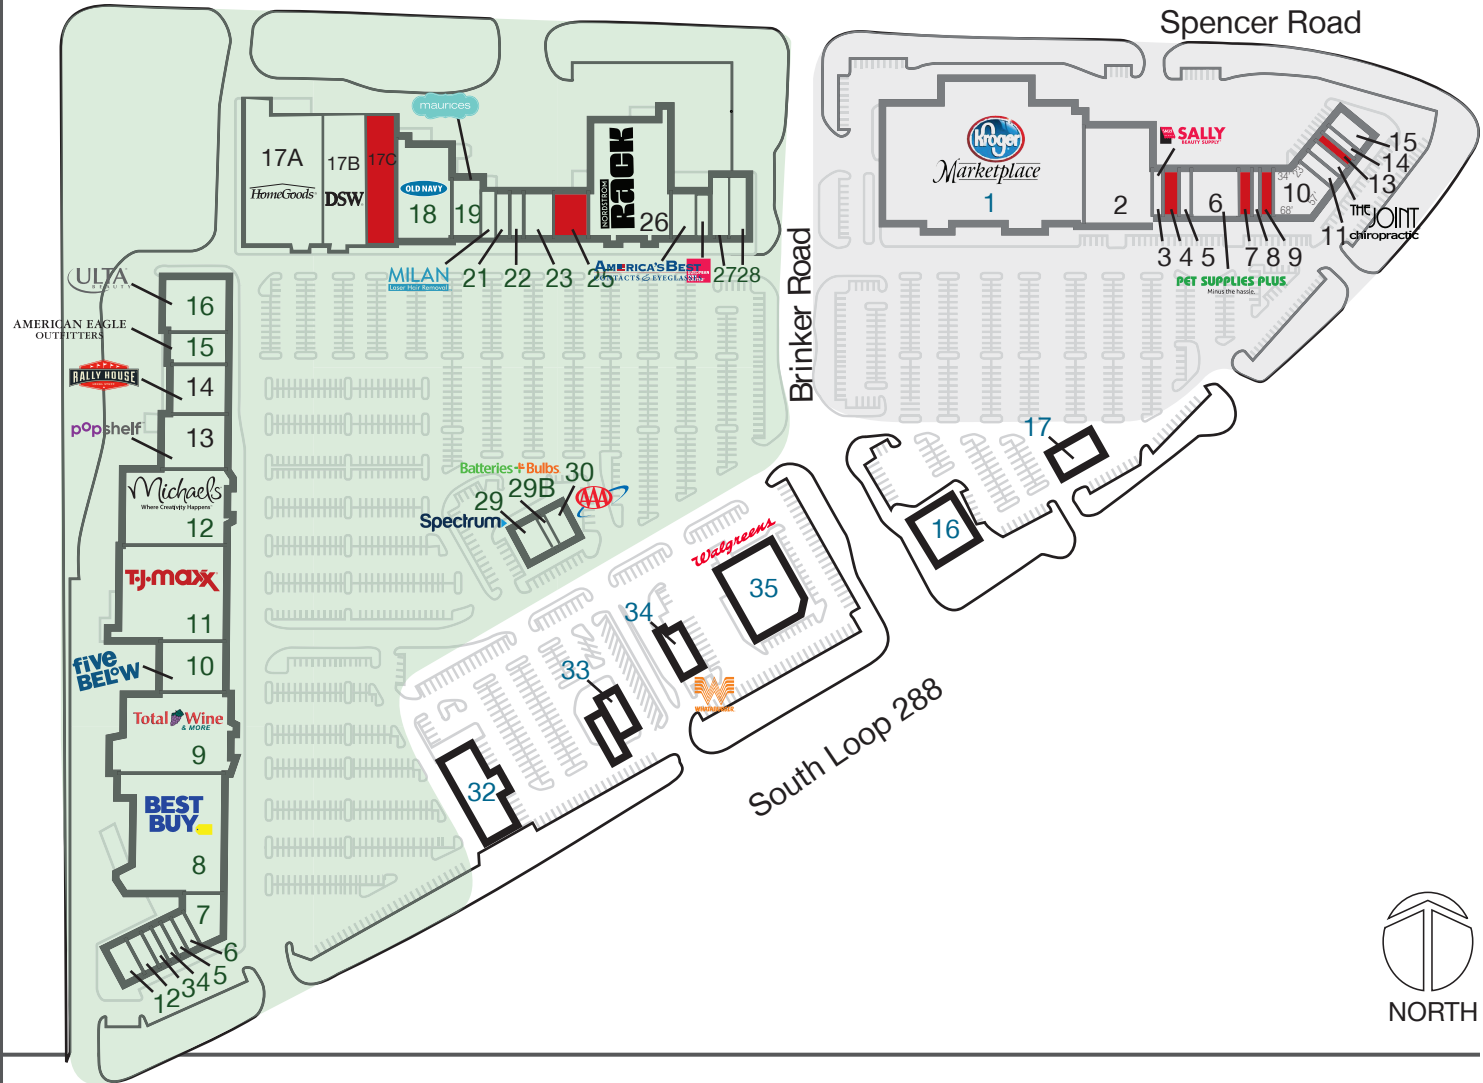 Spencer Road
maurices
17A
HomeGoods
17B
DSW
17C
OLD NAVY
18
19
NORDSTROM
RACK
26
Kroger
Marketplace
1
2
SALLY
BEAUTY SUPPLY
6
34'
23'
10
68'
15
14
13
THE JOINT
chiropractic
11
3
4
5
7
8
9
PET SUPPLIES PLUS
Minus the hassle.
MILAN
Laser Hair Removal
21
22
23
25
AMERICA'S BEST
CONTACTS & EYEGLASSES
27
28
Brinker Road
ULTA
BEAUTY
16
AMERICAN EAGLE
OUTFITTERS
15
RALLY HOUSE
14
popshelf
13
Michaels
Where Creativity Happens
12
T.J.maxx
11
five
BELOW
10
Total Wine
& MORE
9
BEST
BUY
8
7
6
5
4
3
2
1
Batteries + Bulbs
29
29B
30
AAA
Spectrum
17
16
Walgreens
35
34
WHATABURGER
33
32
South Loop 288
NORTH